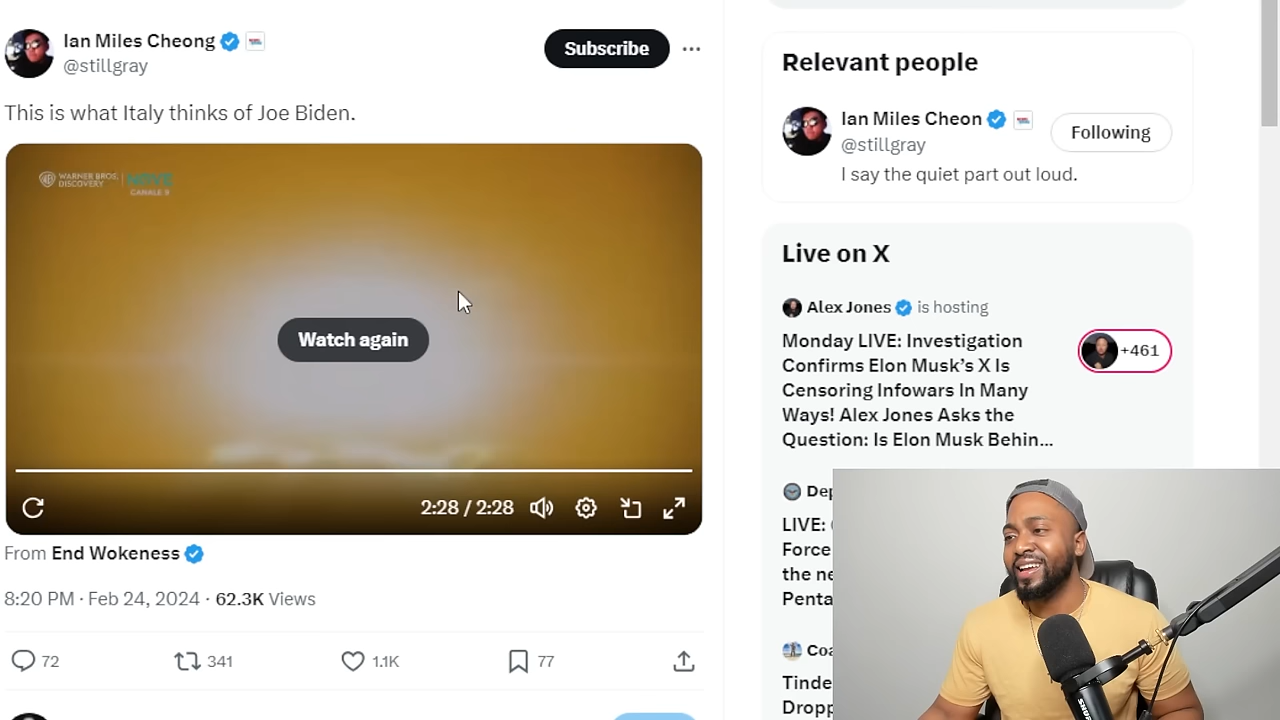 Ian Miles Cheong
@stillgray
Subscribe
This is what Italy thinks of Joe Biden.
WARNER BROS.
DISCOVERY
NOVE
CANALE 9
Watch again
2:28 / 2:28
From End Wokeness
8:20 PM · Feb 24, 2024 · 62.3K Views
72
341
1.1K
77
Relevant people
Ian Miles Cheon
@stillgray
Following
I say the quiet part out loud.
Live on X
Alex Jones is hosting
Monday LIVE: Investigation
Confirms Elon Musk’s X Is
Censoring Infowars In Many
Ways! Alex Jones Asks the
Question: Is Elon Musk Behin...
+461
Dep
LIVE:
Force
the ne
Penta
Coa
Tinde
Dropp
SHURE